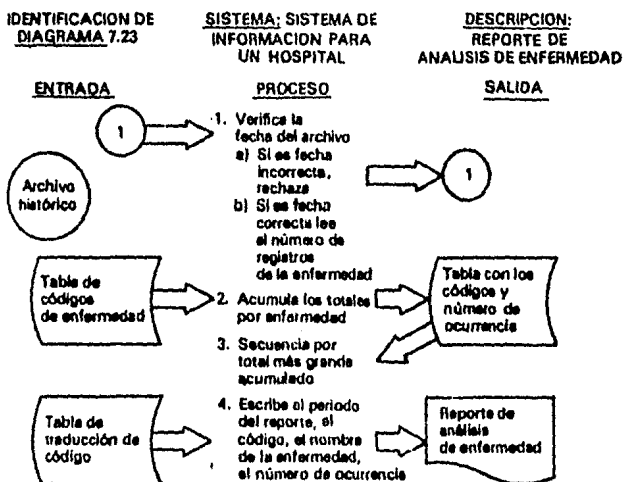 IDENTIFICACION DE
DIAGRAMA 7.23
SISTEMA: SISTEMA DE
INFORMACION PARA
UN HOSPITAL
DESCRIPCION:
REPORTE DE
ANALISIS DE ENFERMEDAD
ENTRADA
PROCESO
SALIDA
1
1. Verifica la
fecha del archivo
a) Si es fecha
incorrecta,
rechaza
b) Si es fecha
correcta lee
el número de
registros
de la enfermedad
1
Archivo
histórico
Tabla de
códigos
de enfermedad
2. Acumula los totales
por enfermedad
Tabla con los
códigos y
número de
ocurrencia
3. Secuencia por
total más grande
acumulado
Tabla de
traducción de
código
4. Escribe el periodo
del reporte, el
código, el nombre
de la enfermedad,
el número de ocurrencia
Reporte de
análisis
de enfermedad